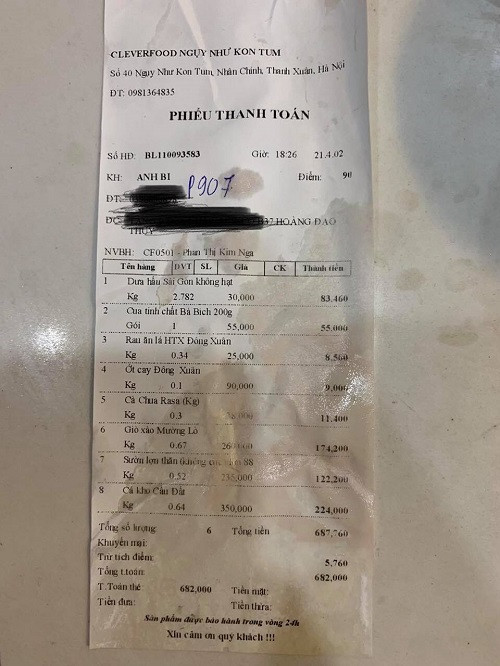 CLEVERFOOD NGỤY NHƯ KON TUM
Số 40 Ngụy Như Kon Tum, Nhân Chính, Thanh Xuân, Hà Nội
ĐT: 0981364835
PHIẾU THANH TOÁN
Số HĐ: BL110093583 Giờ: 18:26 21.4.02
KH: ANH BI P907 Điểm: 90
ĐT:
ĐC: 137 HOÀNG ĐẠO
THÚY
NVBH: CF0501 - Phan Thị Kim Nga
Tên hàng ĐVT SL Giá CK Thành tiền
1 Dưa hấu Sài Gòn không hạt
Kg 2.782 30,000 83,460
2 Cua tinh chất Bà Bích 200g
Gói 1 55,000 55,000
3 Rau ăn lá HTX Đông Xuân
Kg 0.34 25,000 8,500
4 Ớt cay Đông Xuân
Kg 0.1 90,000 9,000
5 Cà Chua Rasa (Kg)
Kg 0.3 11,400
6 Giò xào Mường Lò
Kg 0.67 260,000 174,200
7 Sườn lợn thăn (không 88
Kg 0.52 235,000 122,200
8 Cá kho Cầu Đất
Kg 0.64 350,000 224,000
Tổng số lượng: 6 Tổng tiền 687,760
Khuyến mại:
Trừ tích điểm: 5,760
Tổng t.toán: 682,000
T.Toán thẻ 682,000 Tiền mặt:
Tiền đưa: Tiền thừa:
Sản phẩm được bảo hành trong vòng 24h
Xin cảm ơn quý khách !!!